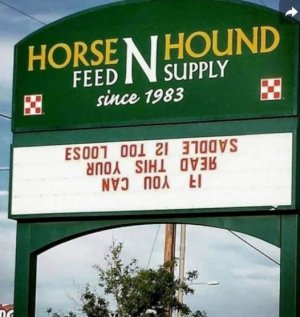 HORSE N HOUND
FEED SUPPLY
since 1983
IF YOU CAN
READ THIS YOUR
SADDLE IS TOO LOOSE